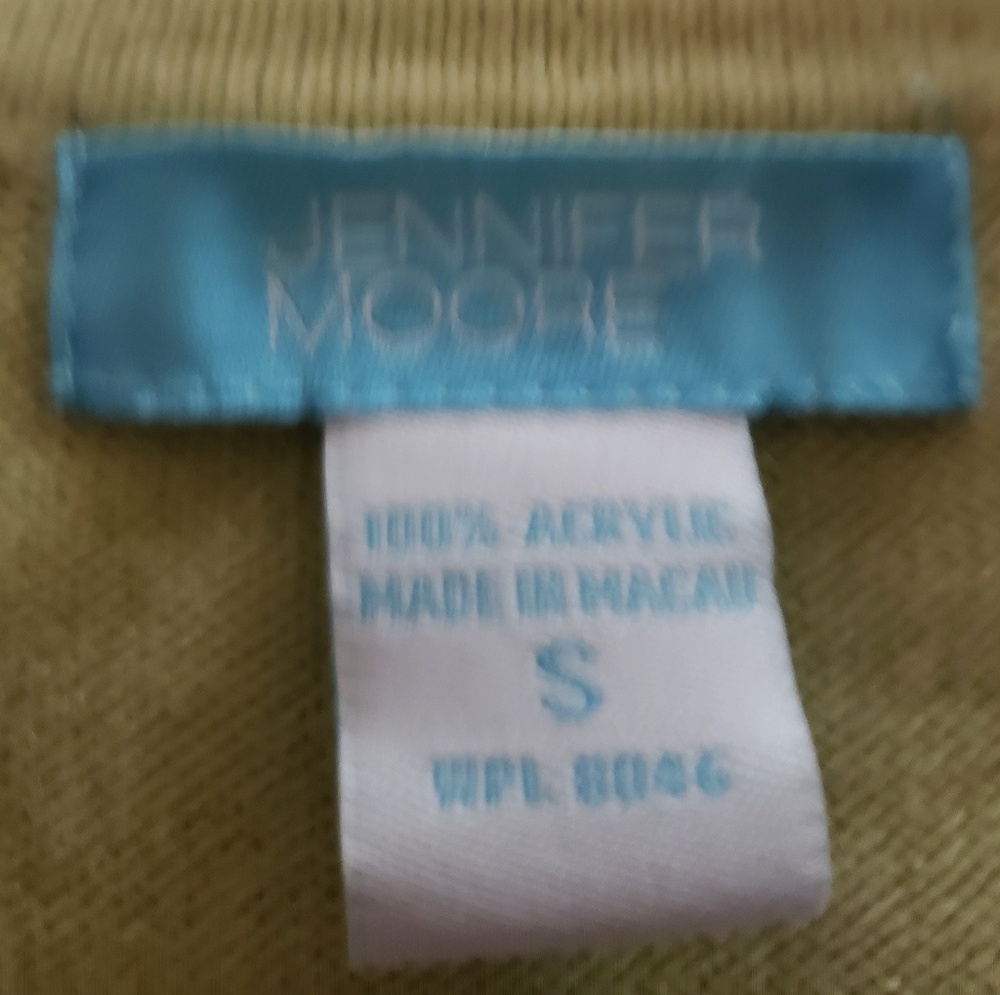 JENNIFER
MOORE
100% ACRYLIC
MADE IN MACAU
S
WPL 8046